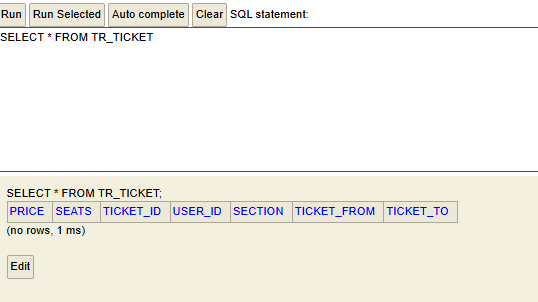 Run Run Selected Auto complete Clear SQL statement:
SELECT * FROM TR_TICKET
SELECT * FROM TR_TICKET;
PRICE SEATS TICKET_ID USER_ID SECTION TICKET_FROM TICKET_TO
(no rows, 1 ms)
Edit